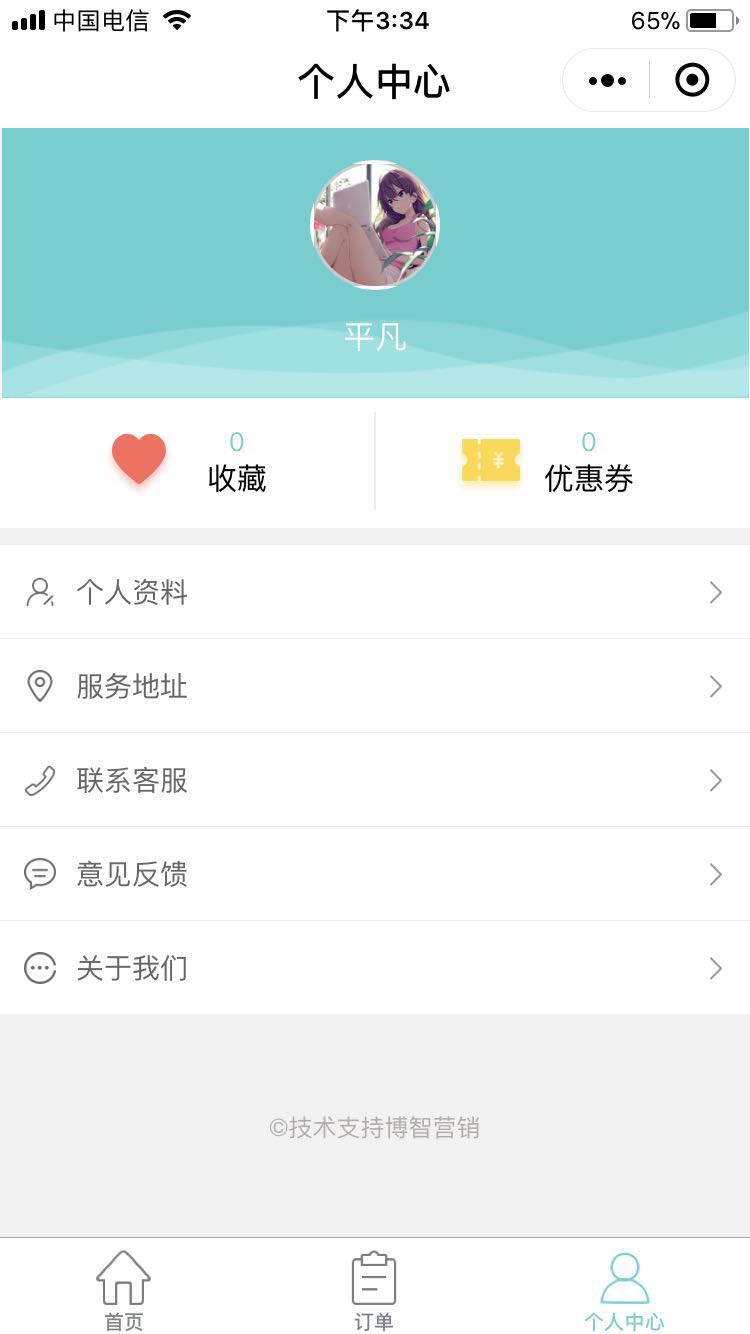 中国电信 下午3:34 65%
个人中心
平凡
0
收藏
0
优惠券
¥
个人资料
服务地址
联系客服
意见反馈
关于我们
©技术支持博智营销
首页 订单 个人中心